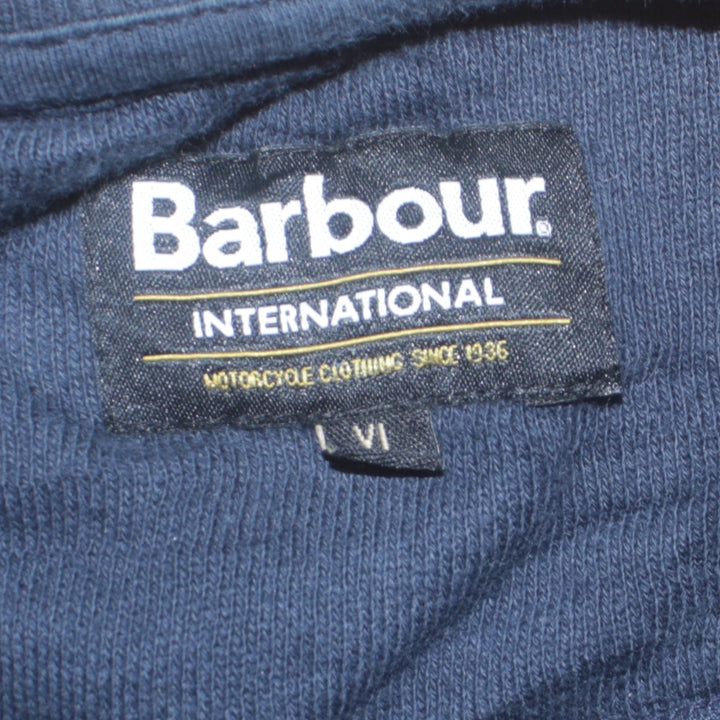 Barbour®
INTERNATIONAL
MOTORCYCLE CLOTHING SINCE 1936
L VI